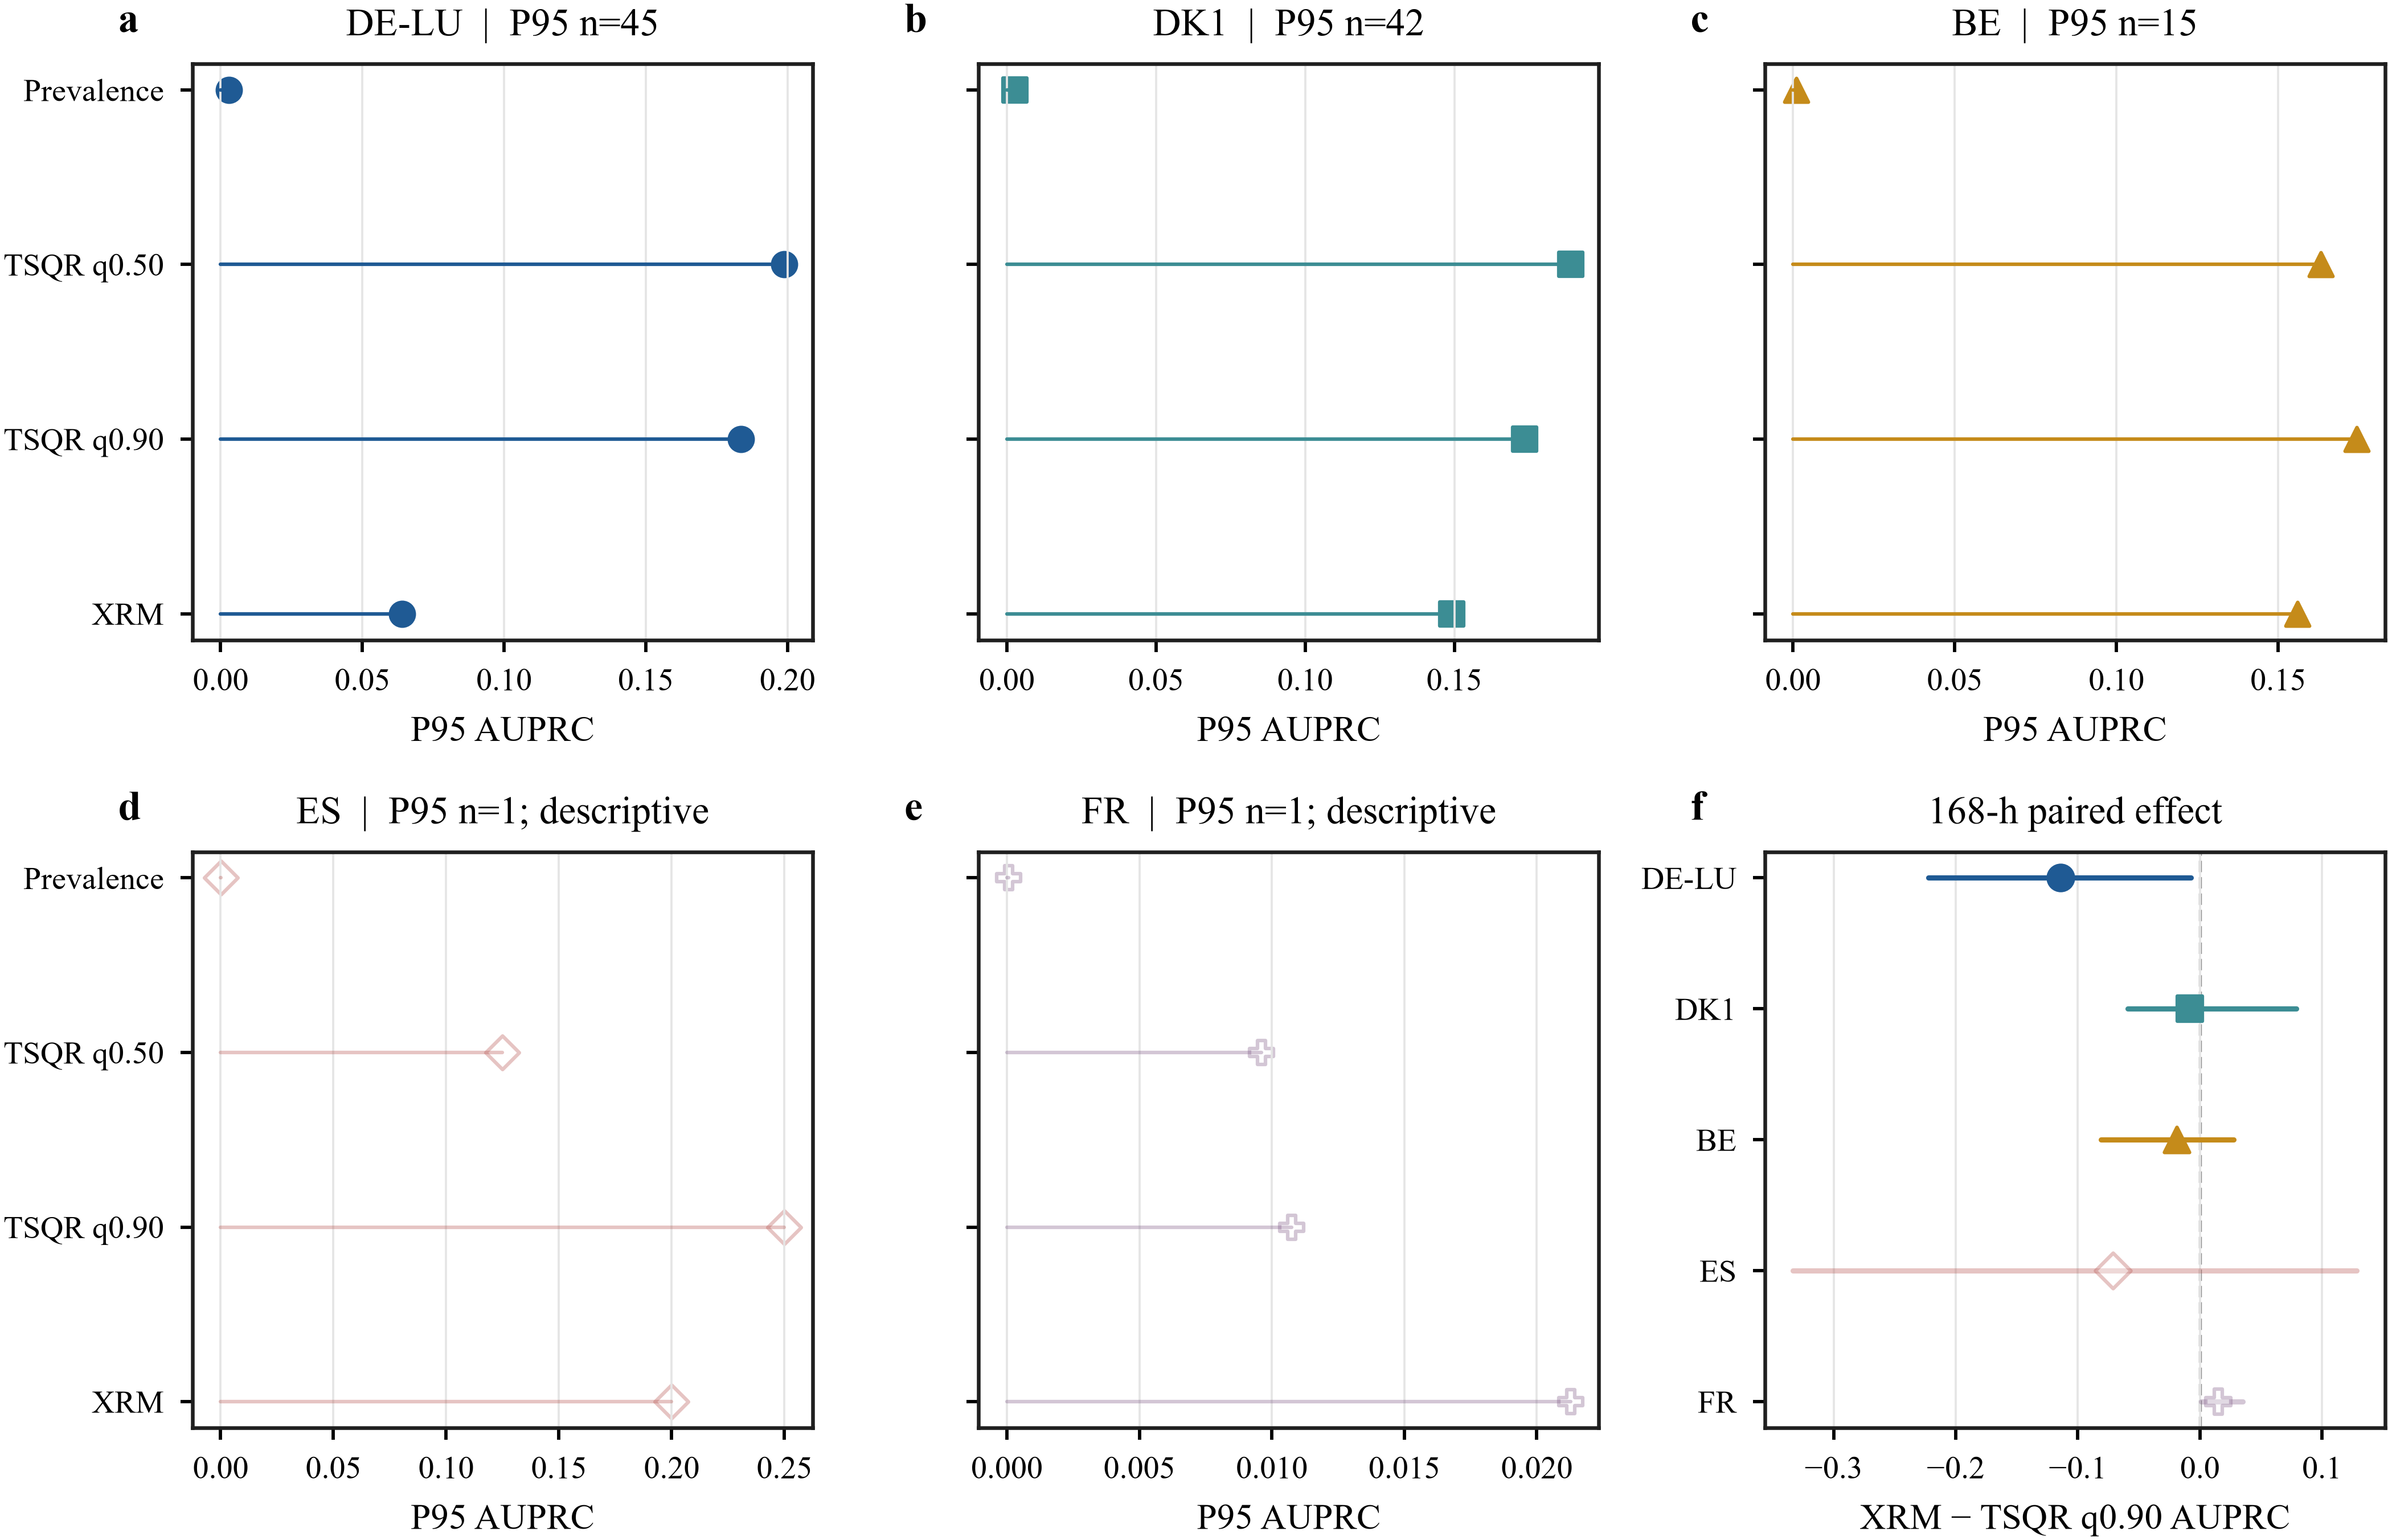 a
DE-LU | P95 n=45
Prevalence
TSQR q0.50
TSQR q0.90
XRM
0.00 0.05 0.10 0.15 0.20
P95 AUPRC
b
DK1 | P95 n=42
0.00 0.05 0.10 0.15
P95 AUPRC
c
BE | P95 n=15
0.00 0.05 0.10 0.15
P95 AUPRC
d
ES | P95 n=1; descriptive
Prevalence
TSQR q0.50
TSQR q0.90
XRM
0.00 0.05 0.10 0.15 0.20 0.25
P95 AUPRC
e
FR | P95 n=1; descriptive
0.000 0.005 0.010 0.015 0.020
P95 AUPRC
f
168-h paired effect
DE-LU
DK1
BE
ES
FR
−0.3 −0.2 −0.1 0.0 0.1
XRM − TSQR q0.90 AUPRC